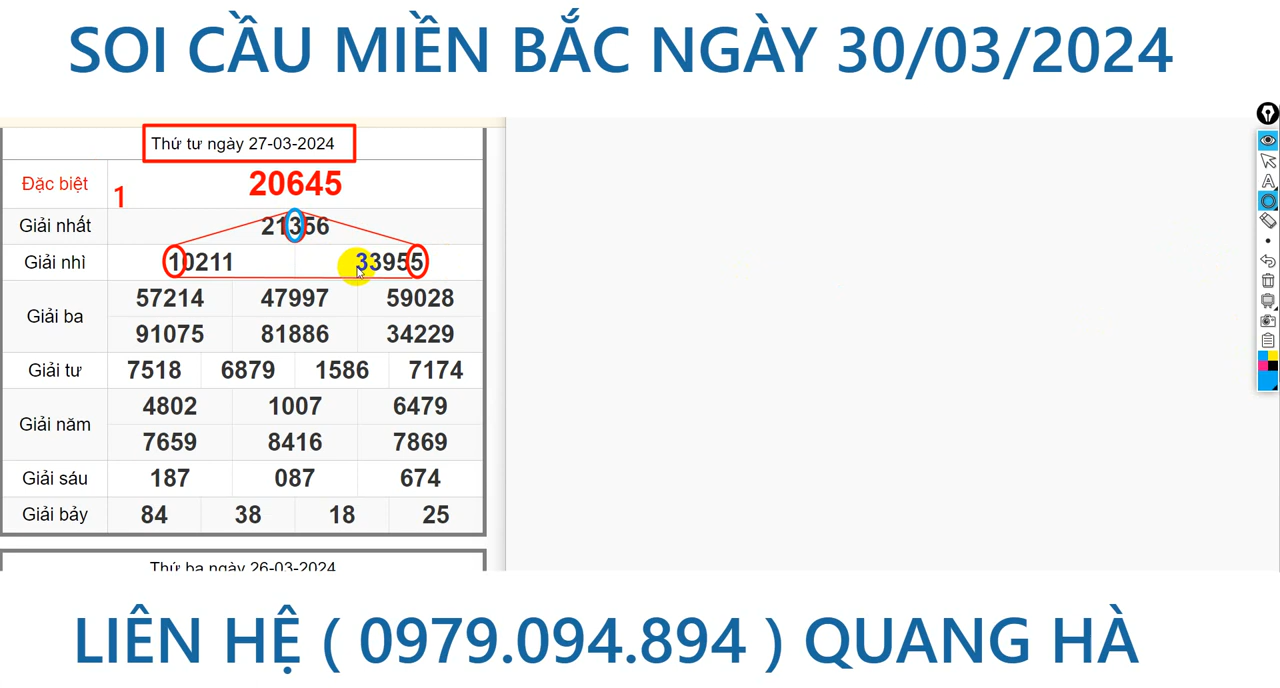 SOI CẦU MIỀN BẮC NGÀY 30/03/2024
Thứ tư ngày 27-03-2024
Đặc biệt 1 20645
Giải nhất 21356
Giải nhì 10211 33955
57214 47997 59028
Giải ba
91075 81886 34229
Giải tư 7518 6879 1586 7174
4802 1007 6479
Giải năm
7659 8416 7869
Giải sáu 187 087 674
Giải bảy 84 38 18 25
Thứ ba ngày 26-03-2024
LIÊN HỆ ( 0979.094.894 ) QUANG HÀ